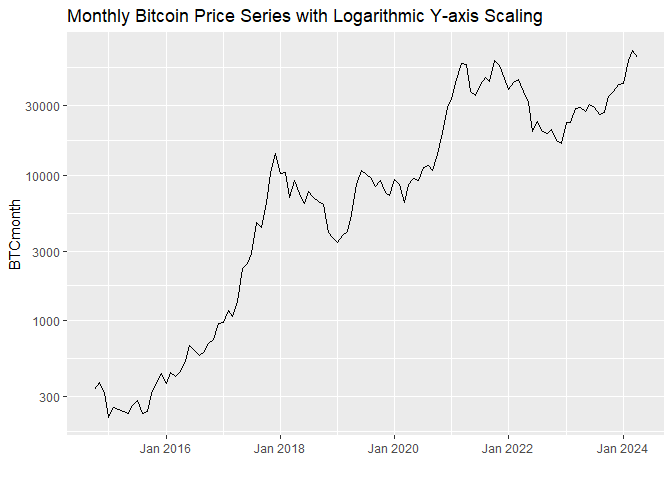 Monthly Bitcoin Price Series with Logarithmic Y-axis Scaling
30000
10000
3000
1000
300
BTCmonth
Jan 2016 Jan 2018 Jan 2020 Jan 2022 Jan 2024